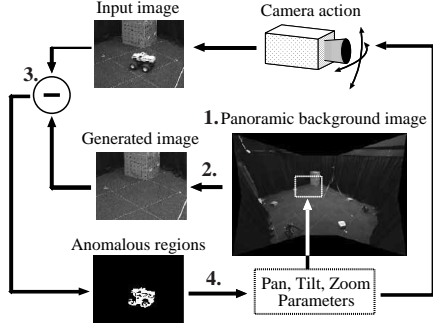 Input image
Camera action
3.
1. Panoramic background image
Generated image
2.
Anomalous regions
4.
Pan, Tilt, Zoom
Parameters